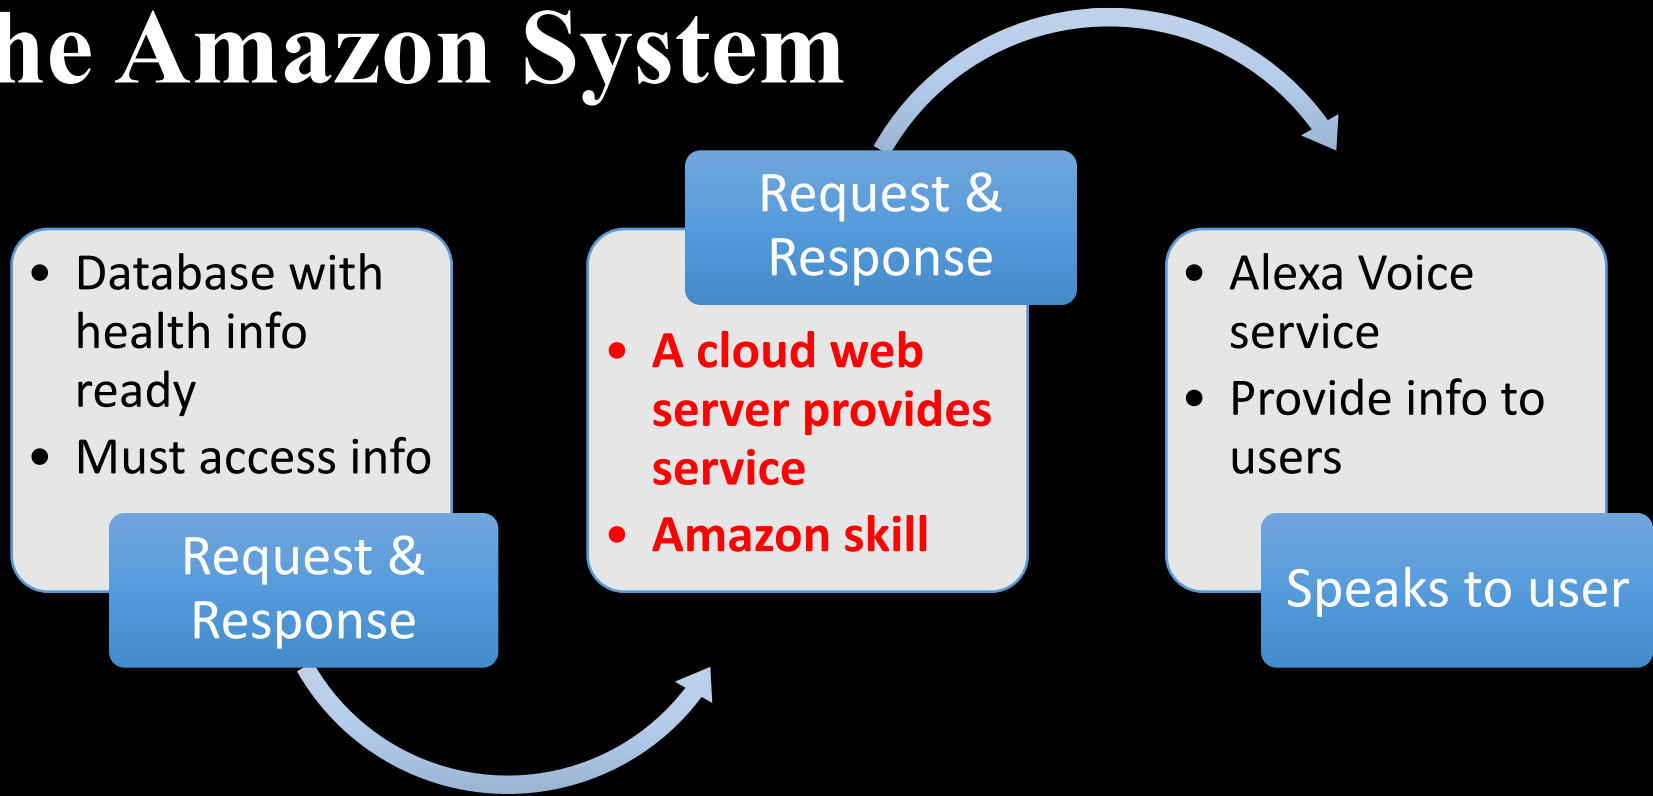 he Amazon System
• Database with
health info
ready
• Must access info
Request &
Response
Request &
Response
• A cloud web
server provides
service
• Amazon skill
• Alexa Voice
service
• Provide info to
users
Speaks to user